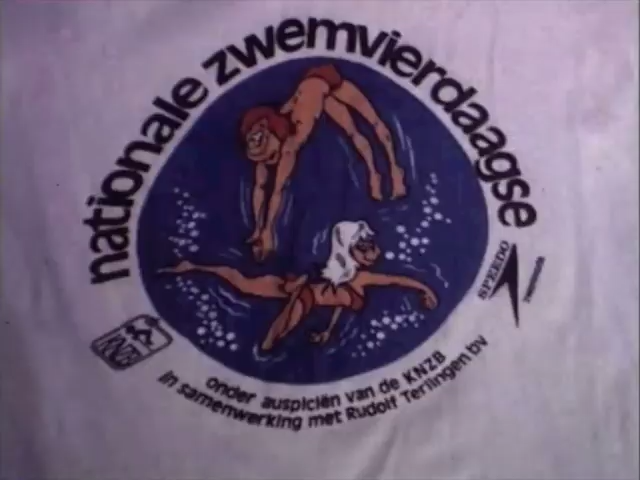 nationale zwemvierdaagse
SPEEDO
KNZB
onder auspiciën van de KNZB
in samenwerking met Rudolf Terlingen bv